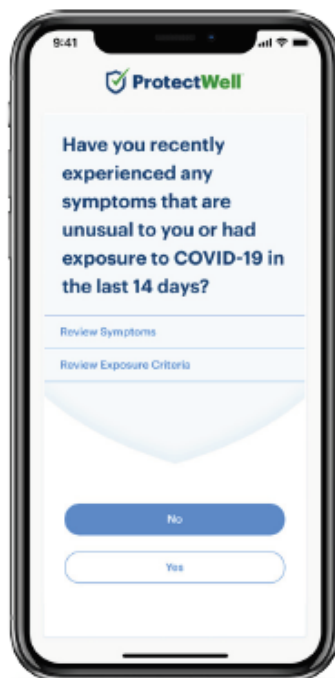 9:41
ProtectWell
Have you recently
experienced any
symptoms that are
unusual to you or had
exposure to COVID-19 in
the last 14 days?
Review Symptoms
Review Exposure Criteria
No
Yes